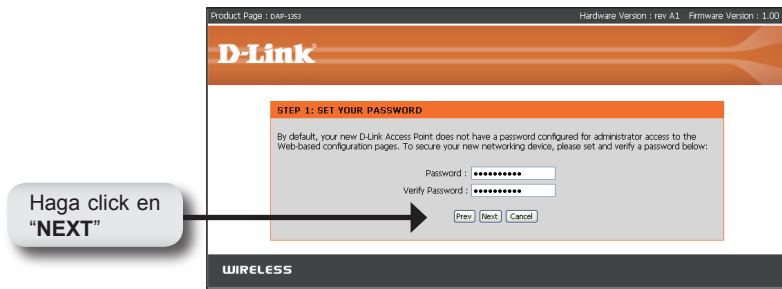 Product Page : DAP-1353 Hardware Version : rev A1 Firmware Version : 1.00
D-Link
STEP 1: SET YOUR PASSWORD
By default, your new D-Link Access Point does not have a password configured for administrator access to the
Web-based configuration pages. To secure your new networking device, please set and verify a password below:
Password : ●●●●●●●●●●
Verify Password : ●●●●●●●●●●
Prev Next Cancel
Haga click en
“NEXT”
WIRELESS